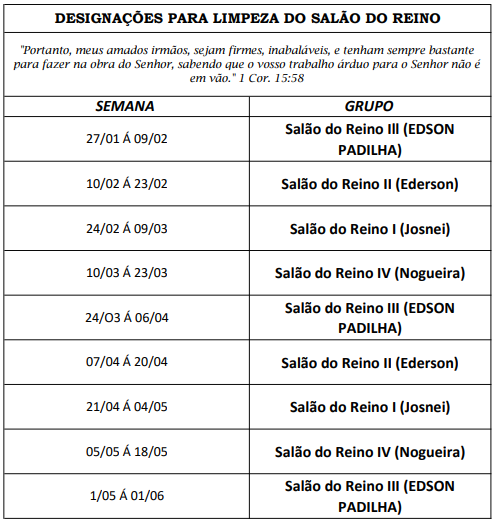 DESIGNAÇÕES PARA LIMPEZA DO SALÃO DO REINO
"Portanto, meus amados irmãos, sejam firmes, inabaláveis, e tenham sempre bastante
para fazer na obra do Senhor, sabendo que o vosso trabalho árduo para o Senhor não é
em vão." 1 Cor. 15:58
SEMANA GRUPO
27/01 Á 09/02 Salão do Reino Ill (EDSON
PADILHA)
10/02 Á 23/02 Salão do Reino II (Ederson)
24/02 Á 09/03 Salão do Reino I (Josnei)
10/03 Á 23/03 Salão do Reino IV (Nogueira)
24/O3 Á 06/04 Salão do Reino III (EDSON
PADILHA)
07/04 Á 20/04 Salão do Reino II (Ederson)
21/04 Á 04/05 Salão do Reino I (Josnei)
05/05 Á 18/05 Salão do Reino IV (Nogueira)
1/05 Á 01/06 Salão do Reino III (EDSON
PADILHA)